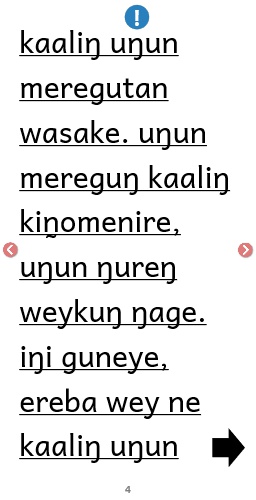 kaaliŋ uŋun
meregutan
wasake. uŋun
mereguŋ kaaliŋ
kiñomenire,
uŋun ŋureŋ
weykuŋ ŋage.
iŋi guneye,
ereba wey ne
kaaliŋ uŋun
4